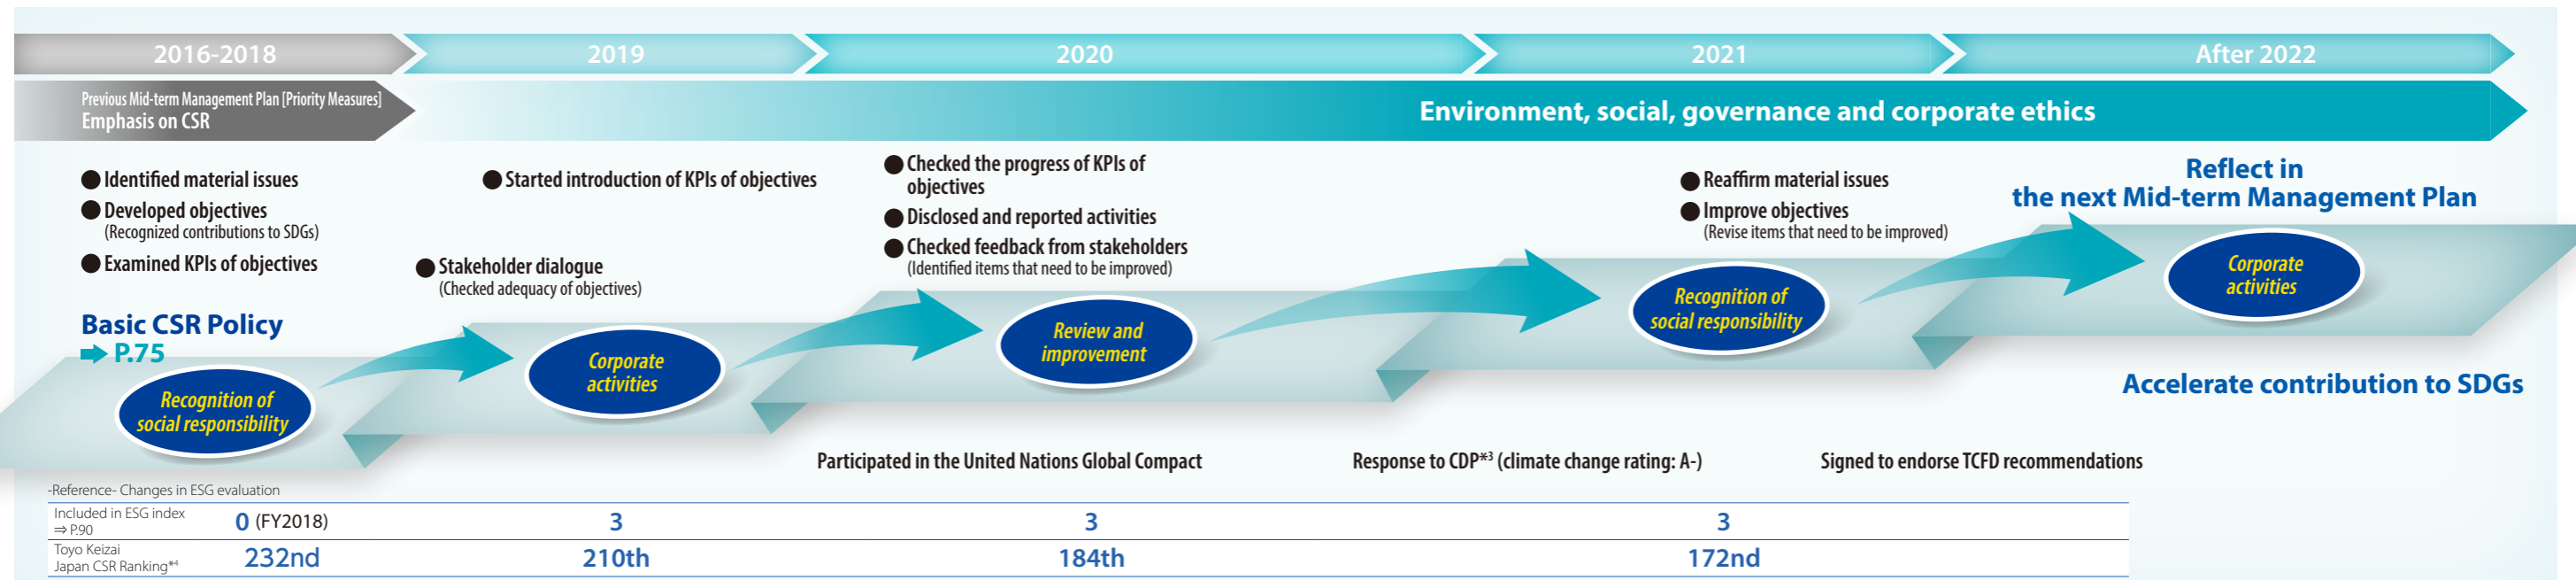 2016-2018
2019
2020
2021
After 2022
Previous Mid-term Management Plan [Priority Measures]
Emphasis on CSR
Environment, social, governance and corporate ethics
● Identified material issues
● Developed objectives
(Recognized contributions to SDGs)
● Examined KPIs of objectives
Basic CSR Policy
➡ P.75
Recognition of
social responsibility
● Started introduction of KPIs of objectives
● Stakeholder dialogue
(Checked adequacy of objectives)
Corporate
activities
● Checked the progress of KPIs of
objectives
● Disclosed and reported activities
● Checked feedback from stakeholders
(Identified items that need to be improved)
Review and
improvement
● Reaffirm material issues
● Improve objectives
(Revise items that need to be improved)
Recognition of
social responsibility
Reflect in
the next Mid-term Management Plan
Corporate
activities
Accelerate contribution to SDGs
Participated in the United Nations Global Compact
Response to CDP*3 (climate change rating: A-)
Signed to endorse TCFD recommendations
-Reference- Changes in ESG evaluation
Included in ESG index
⇒ P.90
0 (FY2018)
3
3
3
Toyo Keizai
Japan CSR Ranking*4
232nd
210th
184th
172nd